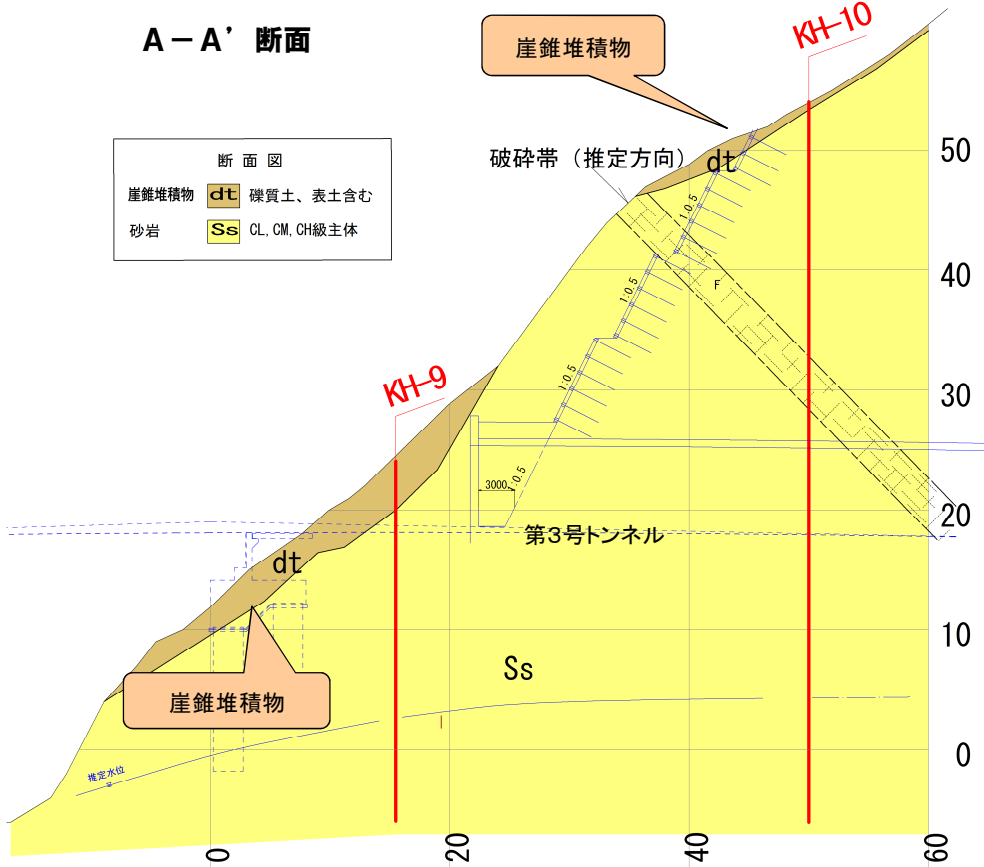 A－A’ 断面
崖錐堆積物
KH-10
断 面 図
崖錐堆積物 dt 礫質土、表土含む
砂岩 Ss CL, CM, CH級主体
破砕帯（推定方向）
dt
50
1:0.5
40
F
1:0.5
1:0.5
30
KH-9
3000
1:0.5
20
第３号トンネル
dt
10
Ss
崖錐堆積物
0
推定水位
0
20
40
60